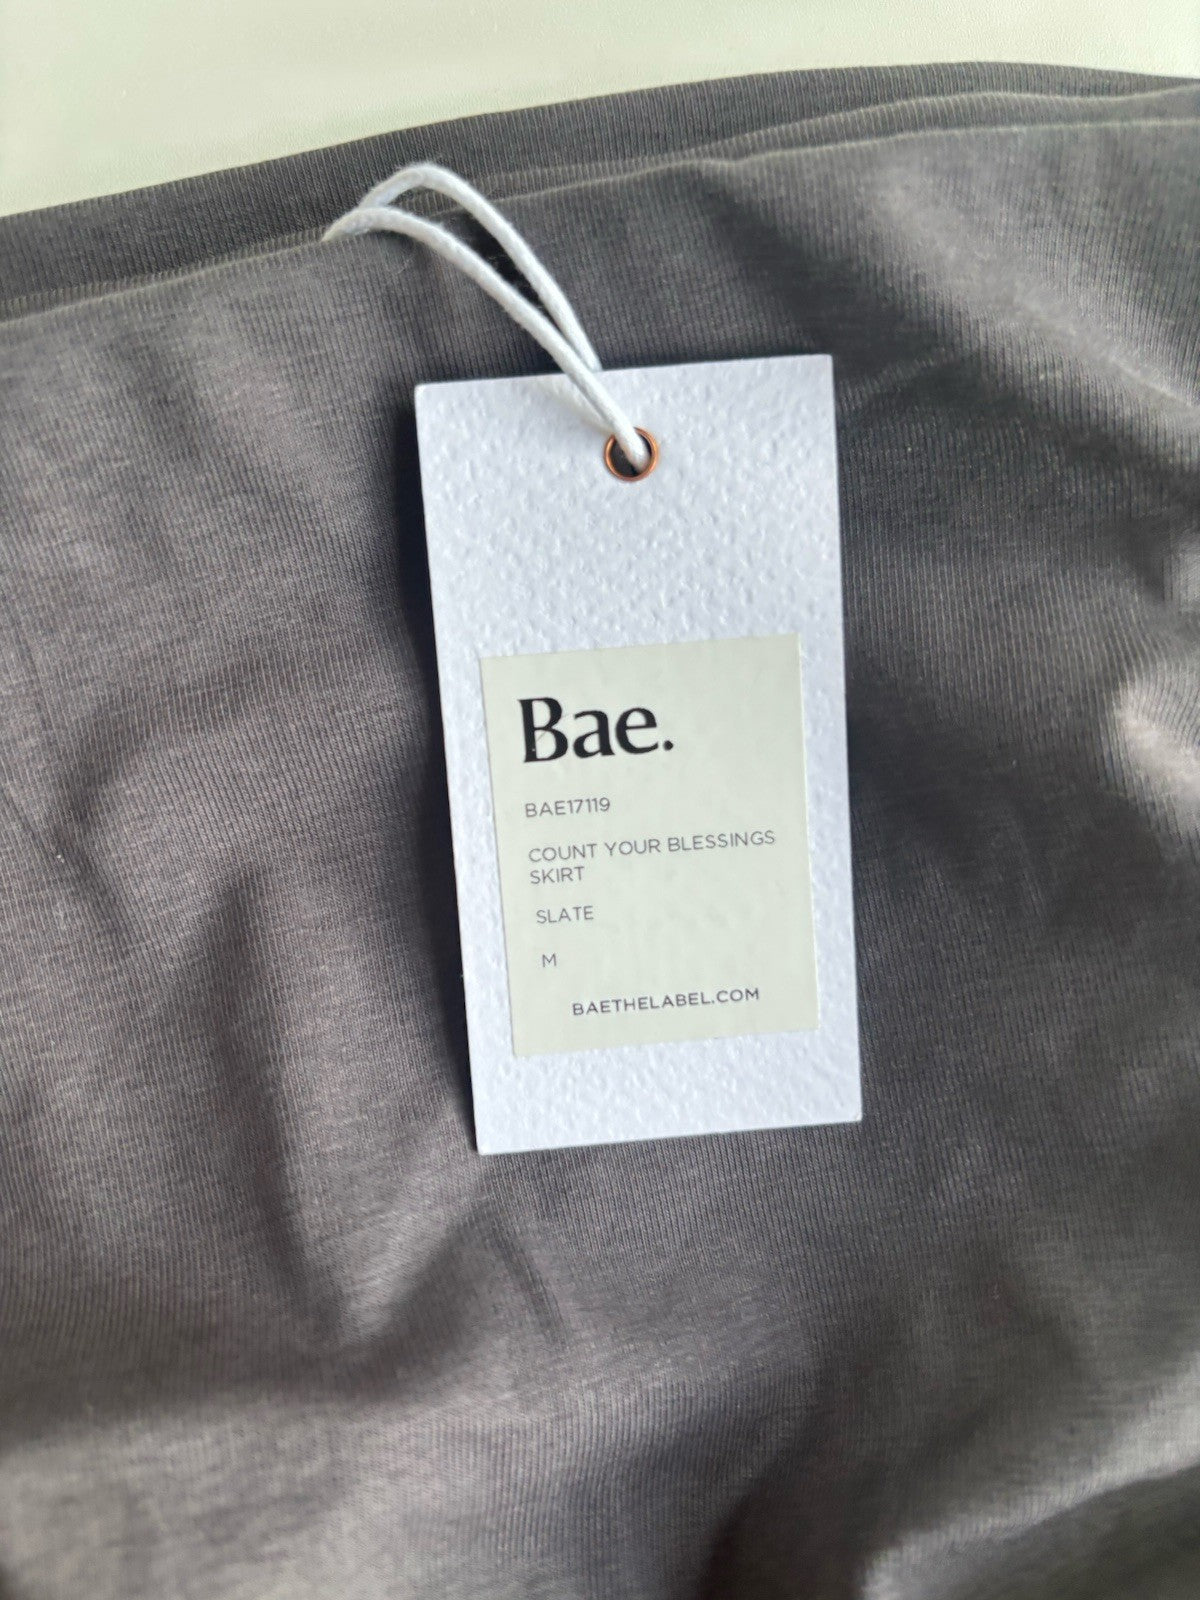 Bae.
BAE17119
COUNT YOUR BLESSINGS
SKIRT
SLATE
M
BAETHELABEL.COM